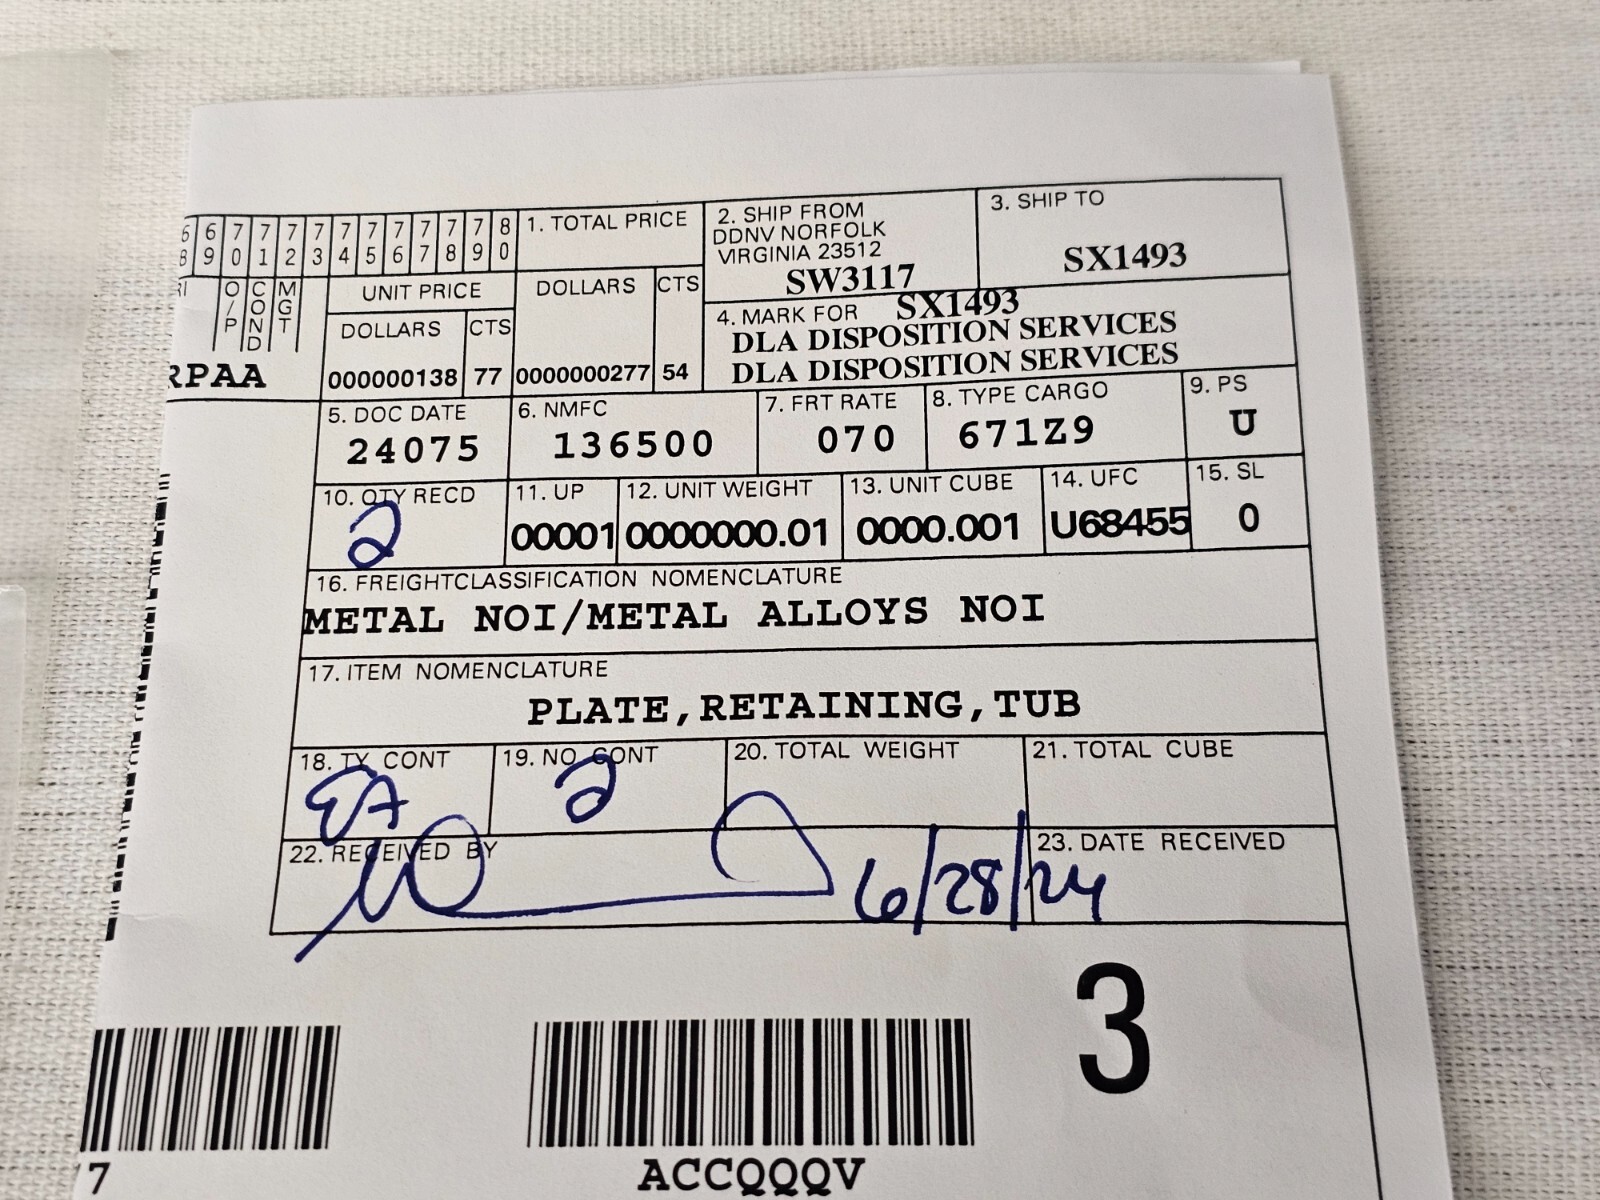 6 6 7 7 7 7 7 7 7 7 7 7 8
8 9 0 1 2 3 4 5 6 7 8 9 0
1. TOTAL PRICE
2. SHIP FROM
DDNV NORFOLK
VIRGINIA 23512
SW3117
3. SHIP TO
SX1493
RI
O/P
COND
MGT
UNIT PRICE
DOLLARS CTS
DOLLARS CTS
4. MARK FOR SX1493
DLA DISPOSITION SERVICES
DLA DISPOSITION SERVICES
RPAA
000000138 77 0000000277 54
5. DOC DATE 6. NMFC 7. FRT RATE 8. TYPE CARGO 9. PS
24075 136500 070 671Z9 U
10. QTY RECD 11. UP 12. UNIT WEIGHT 13. UNIT CUBE 14. UFC 15. SL
2 00001 0000000.01 0000.001 U68455 0
16. FREIGHTCLASSIFICATION NOMENCLATURE
METAL NOI/METAL ALLOYS NOI
17. ITEM NOMENCLATURE
PLATE,RETAINING,TUB
18. TY CONT 19. NO CONT 20. TOTAL WEIGHT 21. TOTAL CUBE
EA 2
22. RECEIVED BY 23. DATE RECEIVED
6/28/24
3
7 ACCQQQV